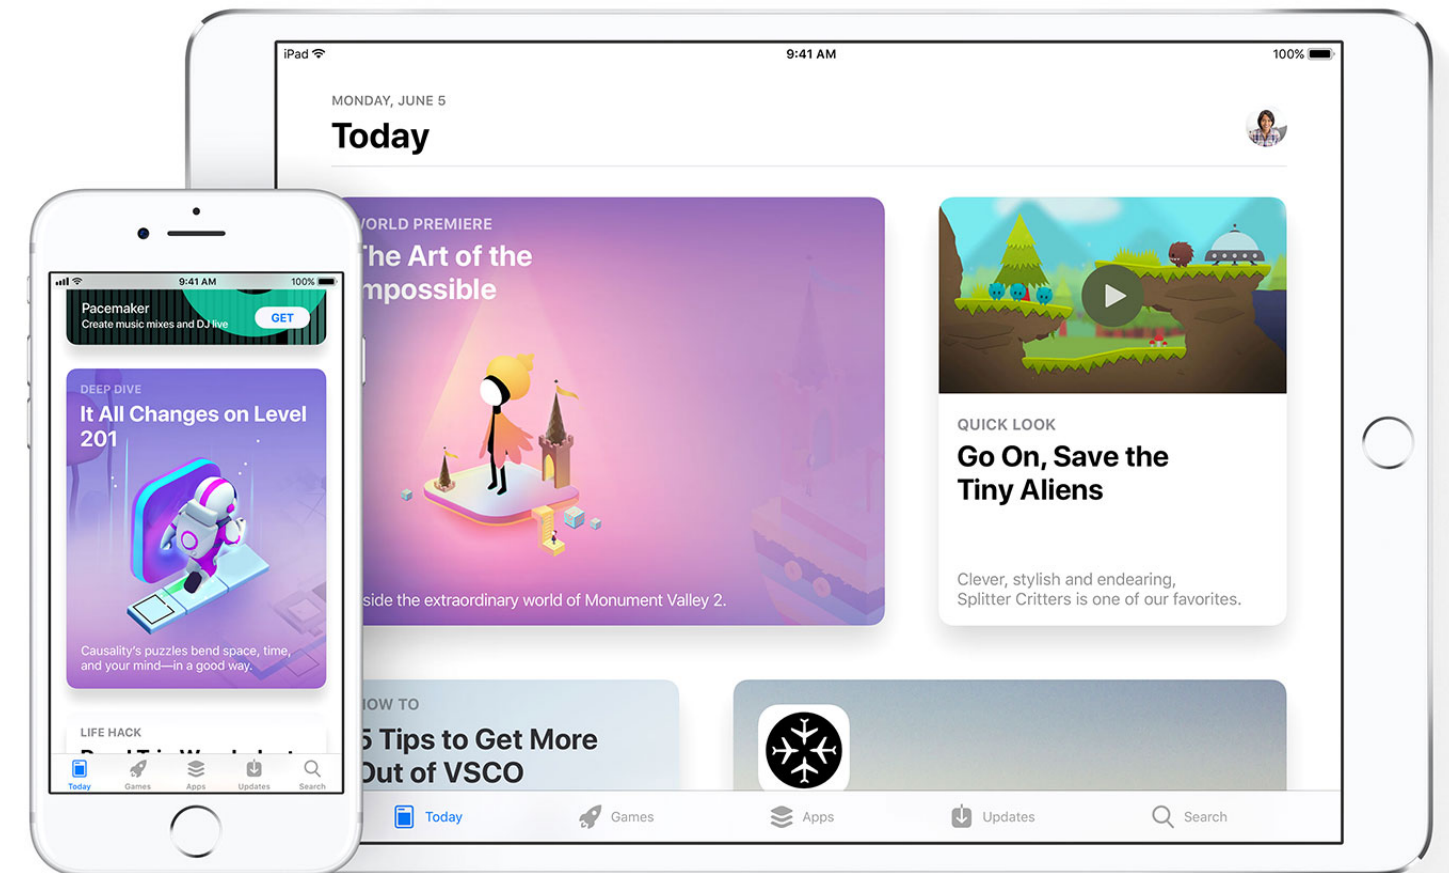 iPad
9:41 AM
100%
MONDAY, JUNE 5
Today
WORLD PREMIERE
The Art of the
Impossible
Inside the extraordinary world of Monument Valley 2.
QUICK LOOK
Go On, Save the
Tiny Aliens
Clever, stylish and endearing,
Splitter Critters is one of our favorites.
HOW TO
5 Tips to Get More
Out of VSCO
Today
Games
Apps
Updates
Search
9:41 AM
100%
Pacemaker
Create music mixes and DJ live
GET
DEEP DIVE
It All Changes on Level
201
Causality's puzzles bend space, time,
and your mind—in a good way.
LIFE HACK
Today
Games
Apps
Updates
Search